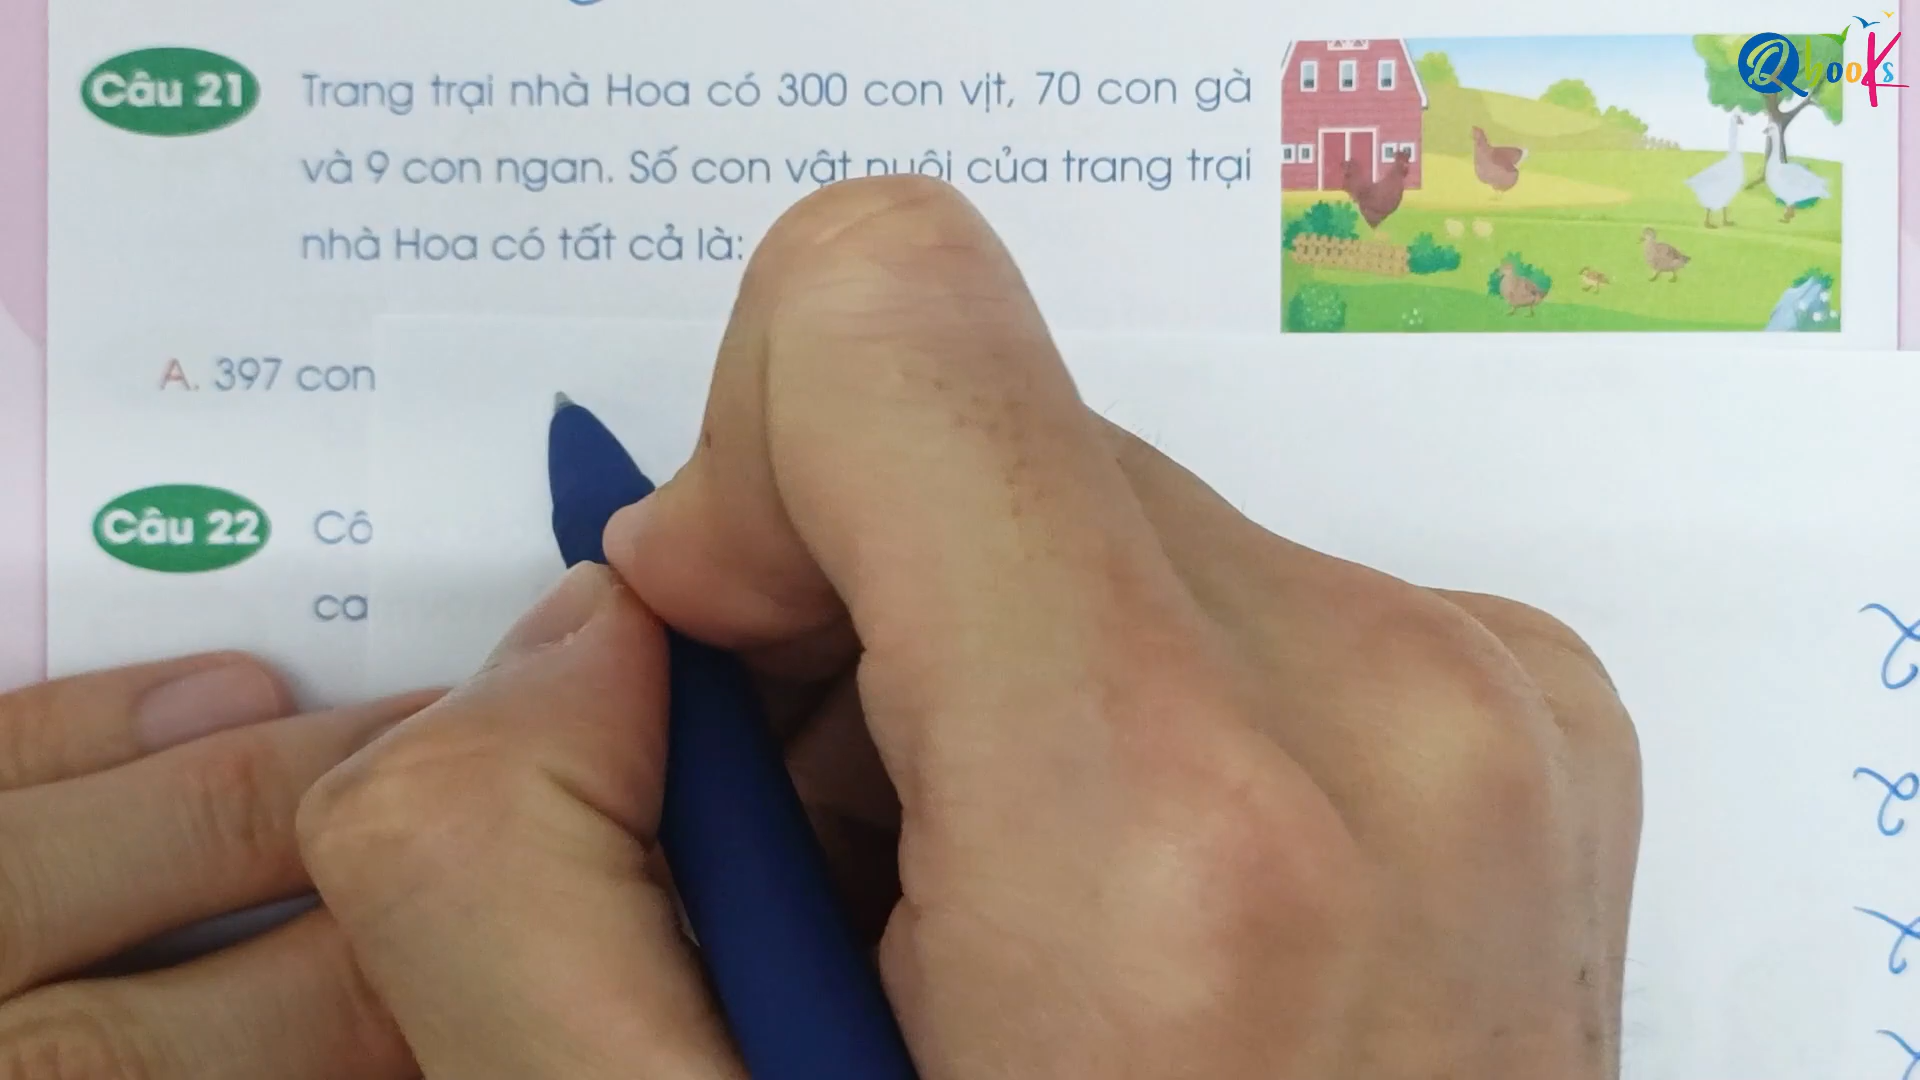 Câu 21 Trang trại nhà Hoa có 300 con vịt, 70 con gà
và 9 con ngan. Số con vật nuôi của trang trại
nhà Hoa có tất cả là:
A. 397 con
Câu 22 Cô
ca
Qbooks